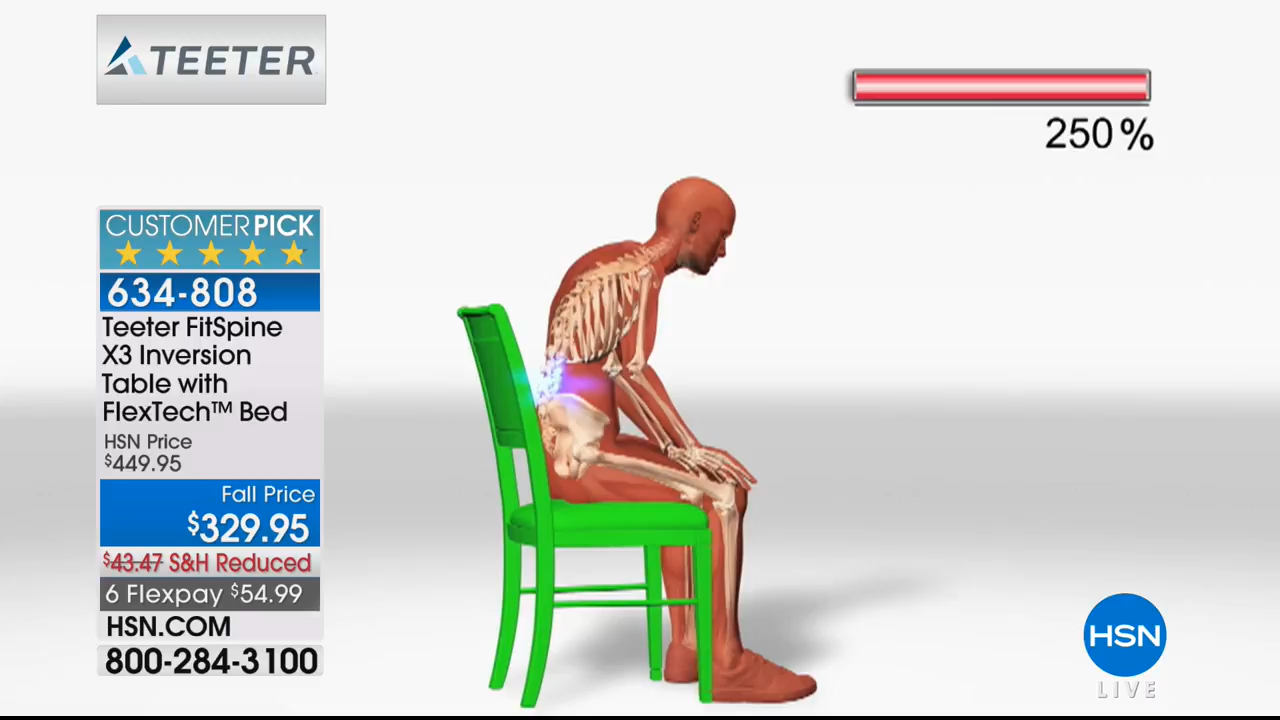 TEETER
250%
CUSTOMER PICK
634-808
Teeter FitSpine
X3 Inversion
Table with
FlexTech™ Bed
HSN Price
$449.95
Fall Price
$329.95
$43.47 S&H Reduced
6 Flexpay $54.99
HSN.COM
800-284-3100
HSN
LIVE